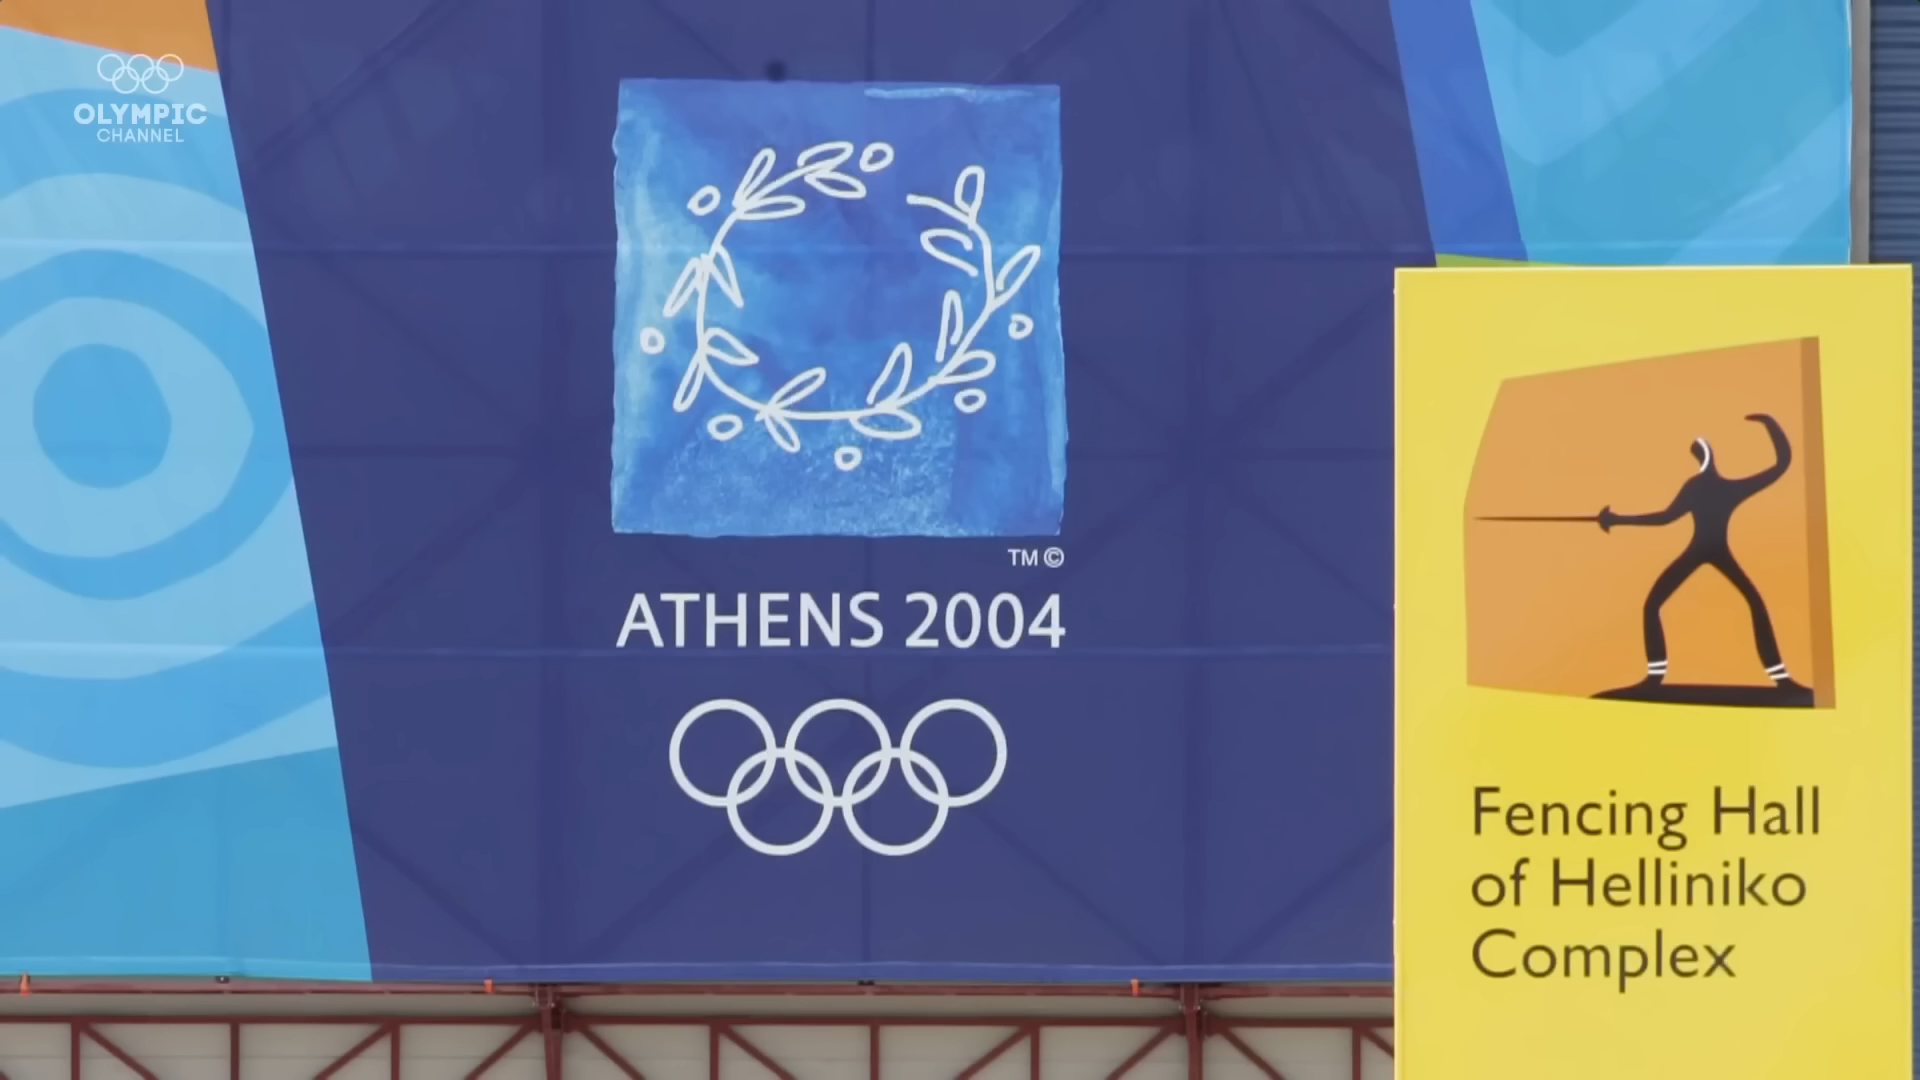 OLYMPIC
CHANNEL
TM ©
ATHENS 2004
Fencing Hall
of Helliniko
Complex